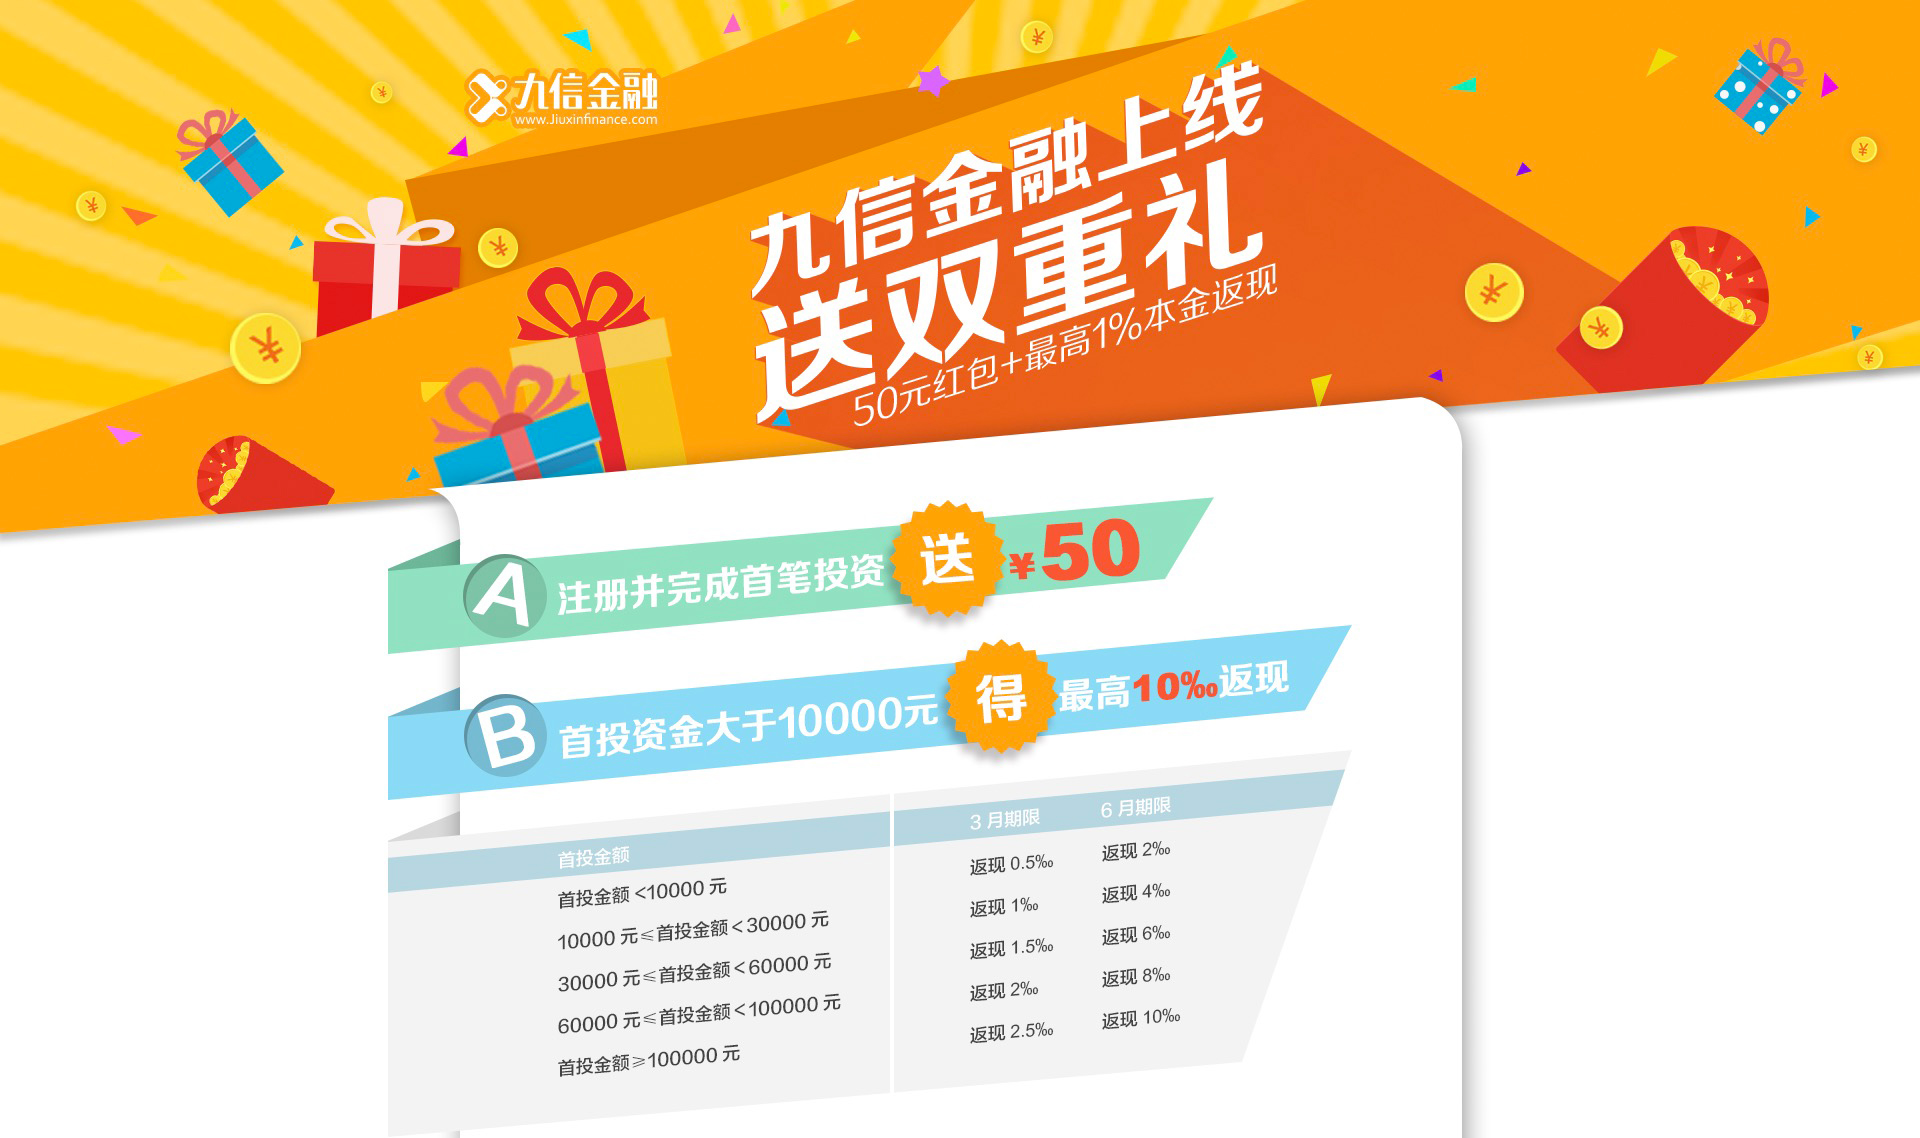 九信金融
www.Jiuxinfinance.com
九信金融上线
送双重礼
50元红包+最高1%本金返现
A 注册并完成首笔投资 送 ¥50
B 首投资金大于10000元 得 最高10‰返现
首投金额 3 月期限 6 月期限
首投金额 <10000 元 返现 0.5‰ 返现 2‰
10000 元 ≤首投金额 < 30000 元 返现 1‰ 返现 4‰
30000 元 ≤首投金额 < 60000 元 返现 1.5‰ 返现 6‰
60000 元 ≤首投金额 <100000 元 返现 2‰ 返现 8‰
首投金额 ≥100000 元 返现 2.5‰ 返现 10‰